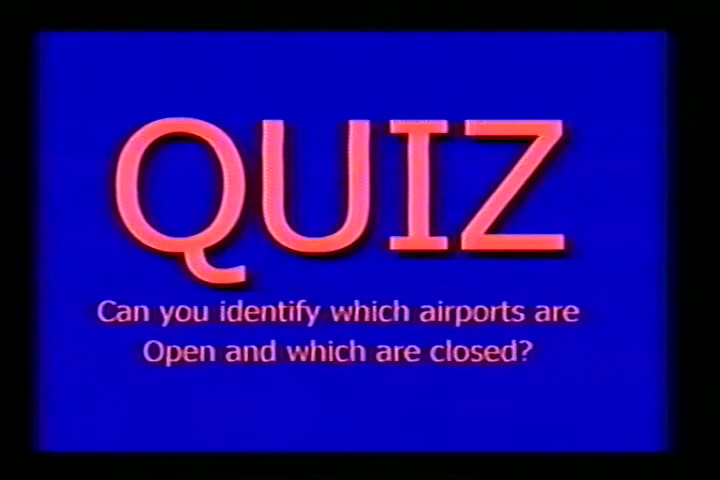 QUIZ
Can you identify which airports are
Open and which are closed?